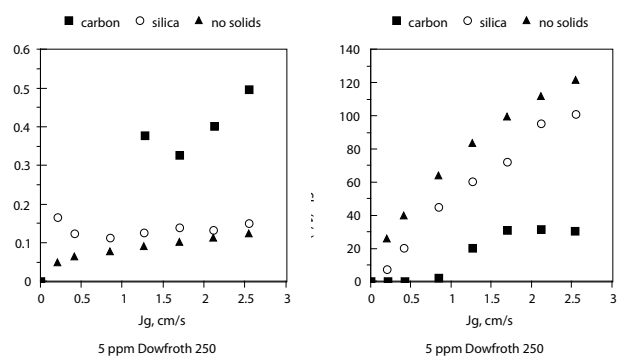 carbon silica no solids
0.6
0.5
0.4
0.3
0.2
0.1
0
0 0.5 1 1.5 2 2.5 3
Jg, cm/s
5 ppm Dowfroth 250
carbon silica no solids
140
120
100
80
60
40
20
0
0 0.5 1 1.5 2 2.5 3
Jg, cm/s
5 ppm Dowfroth 250